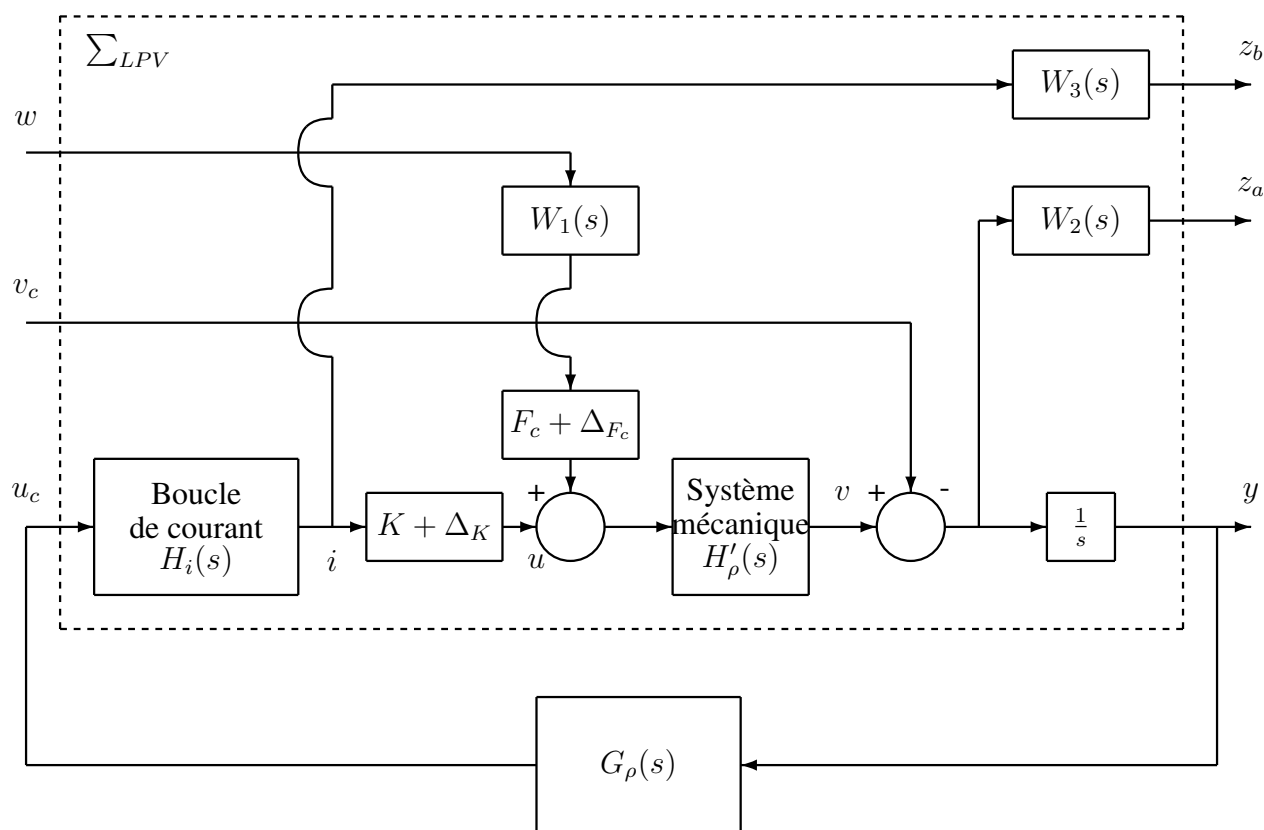 ∑_{LPV}
z_b
W_3(s)
w
z_a
W_1(s)
W_2(s)
v_c
F_c + Δ_{F_c}
u_c
Boucle
de courant
H_i(s)
i
K + Δ_K
+
u
Système
mécanique
H'_ρ(s)
v
+
-
1/s
y
G_ρ(s)